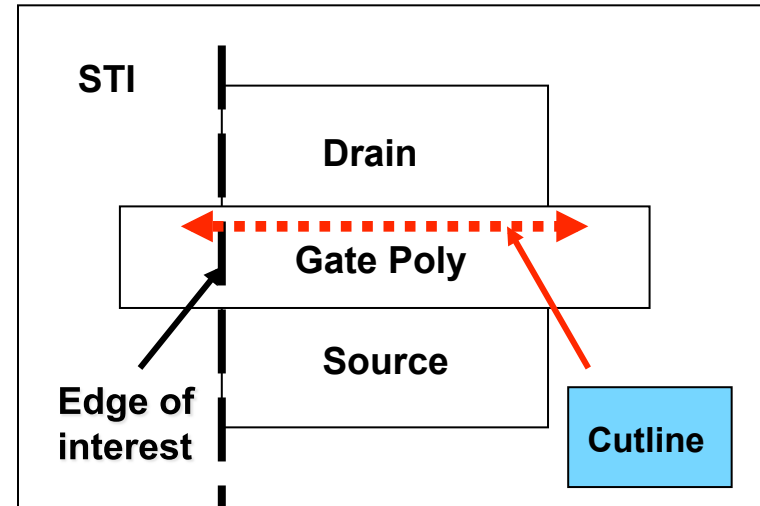 STI
Drain
Gate Poly
Source
Edge of
interest
Cutline